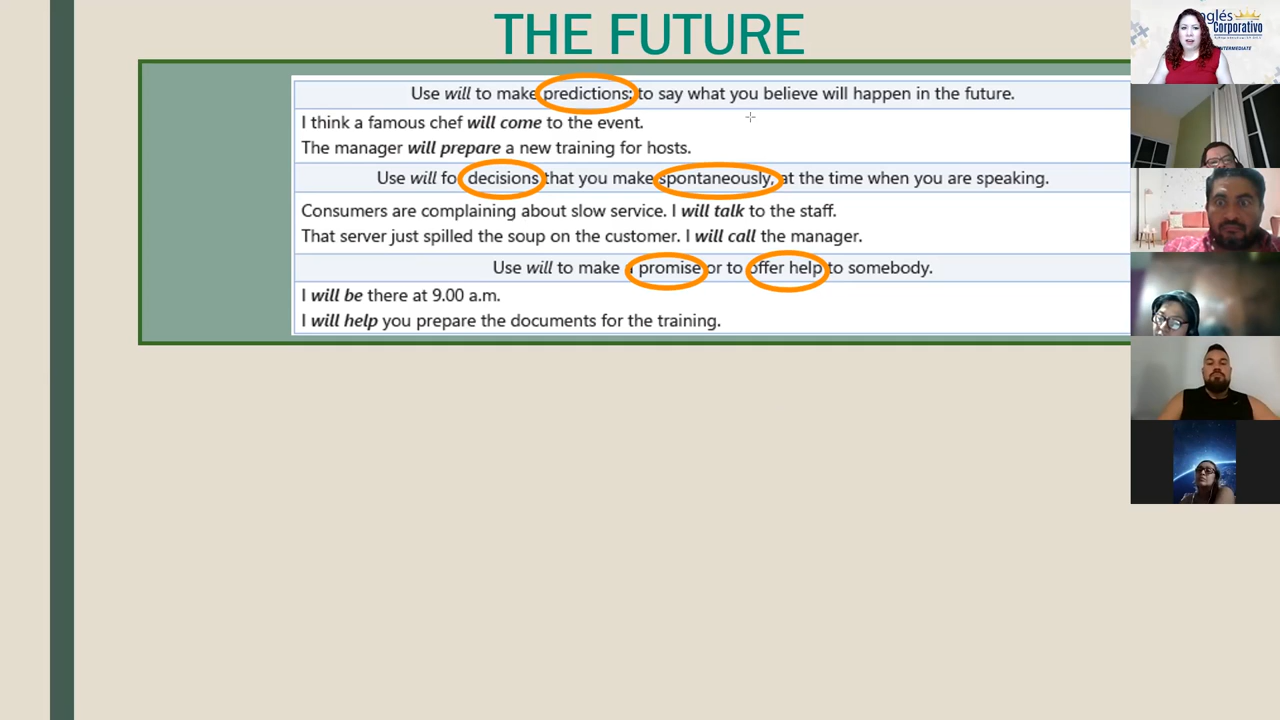 THE FUTURE
Use will to make predictions: to say what you believe will happen in the future.
I think a famous chef will come to the event.
The manager will prepare a new training for hosts.
Use will for decisions that you make spontaneously, at the time when you are speaking.
Consumers are complaining about slow service. I will talk to the staff.
That server just spilled the soup on the customer. I will call the manager.
Use will to make a promise or to offer help to somebody.
I will be there at 9.00 a.m.
I will help you prepare the documents for the training.
Corporativo